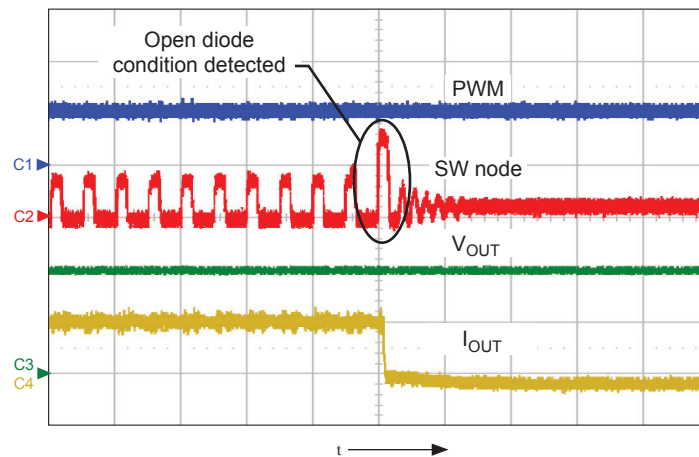 Open diode
condition detected
PWM
C1
SW node
C2
VOUT
IOUT
C3
C4
t